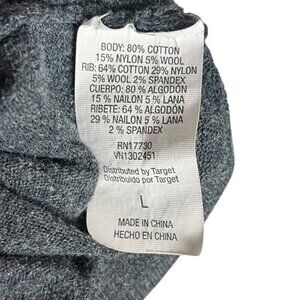 BODY: 80% COTTON
15% NYLON 5% WOOL
RIB: 64% COTTON 29% NYLON
5% WOOL 2% SPANDEX
CUERPO: 80 % ALGODÓN
15 % NAILON 5 % LANA
RIBETE: 64 % ALGODÓN
29 % NAILON 5 % LANA
2 % SPANDEX
RN17730
VN1302451
Distributed by Target
Distribuido por Target
L
MADE IN CHINA
HECHO EN CHINA